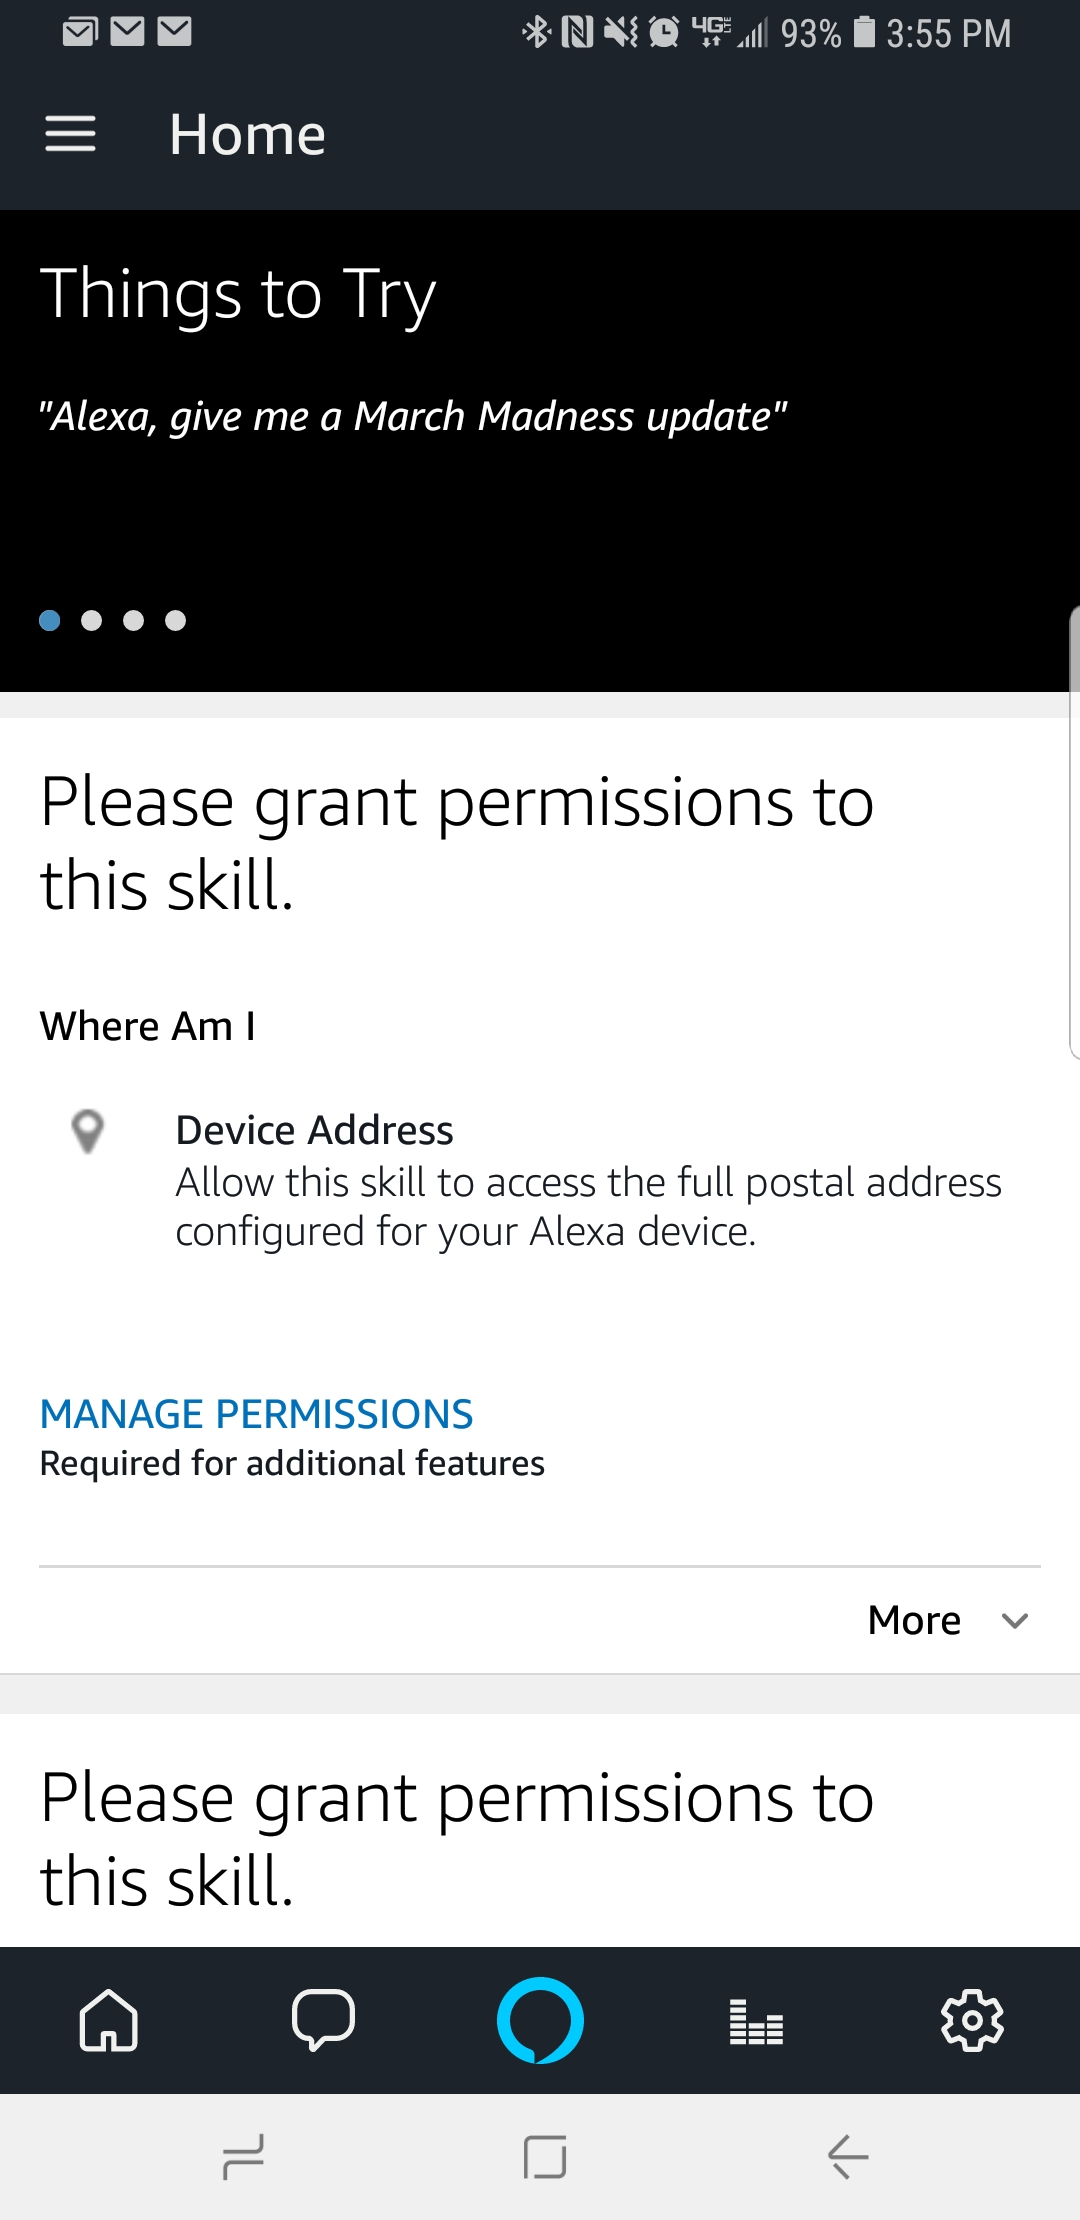 4G LTE 93% 3:55 PM
Home
Things to Try
"Alexa, give me a March Madness update"
Please grant permissions to
this skill.
Where Am I
Device Address
Allow this skill to access the full postal address
configured for your Alexa device.
MANAGE PERMISSIONS
Required for additional features
More
Please grant permissions to
this skill.